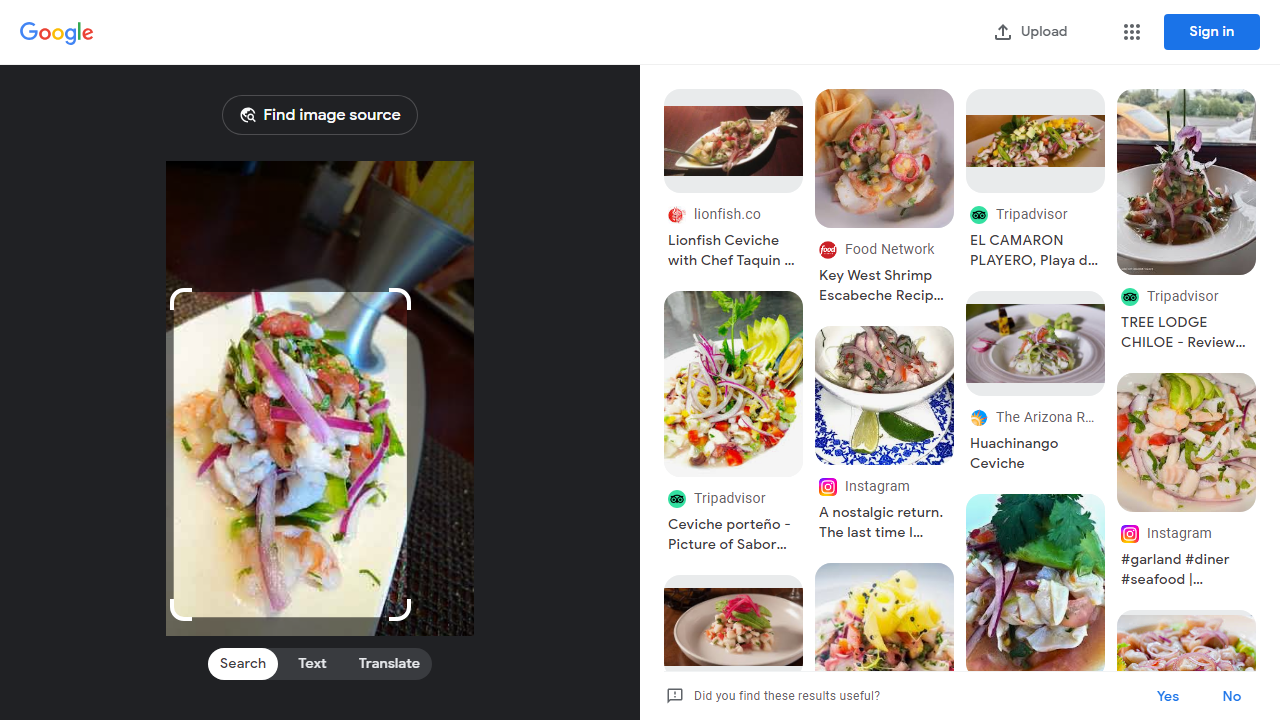 Google
Upload
Sign in
Find image source
Search
Text
Translate
lionfish.co
Lionfish Ceviche
with Chef Taquin ...
Tripadvisor
Ceviche porteño -
Picture of Sabor...
food
Food Network
Key West Shrimp
Escabeche Recip...
Instagram
A nostalgic return.
The last time I...
Tripadvisor
EL CAMARON
PLAYERO, Playa d...
The Arizona R...
Huachinango
Ceviche
Tripadvisor
TREE LODGE
CHILOE - Review...
Instagram
#garland #diner
#seafood |...
Did you find these results useful?
Yes
No